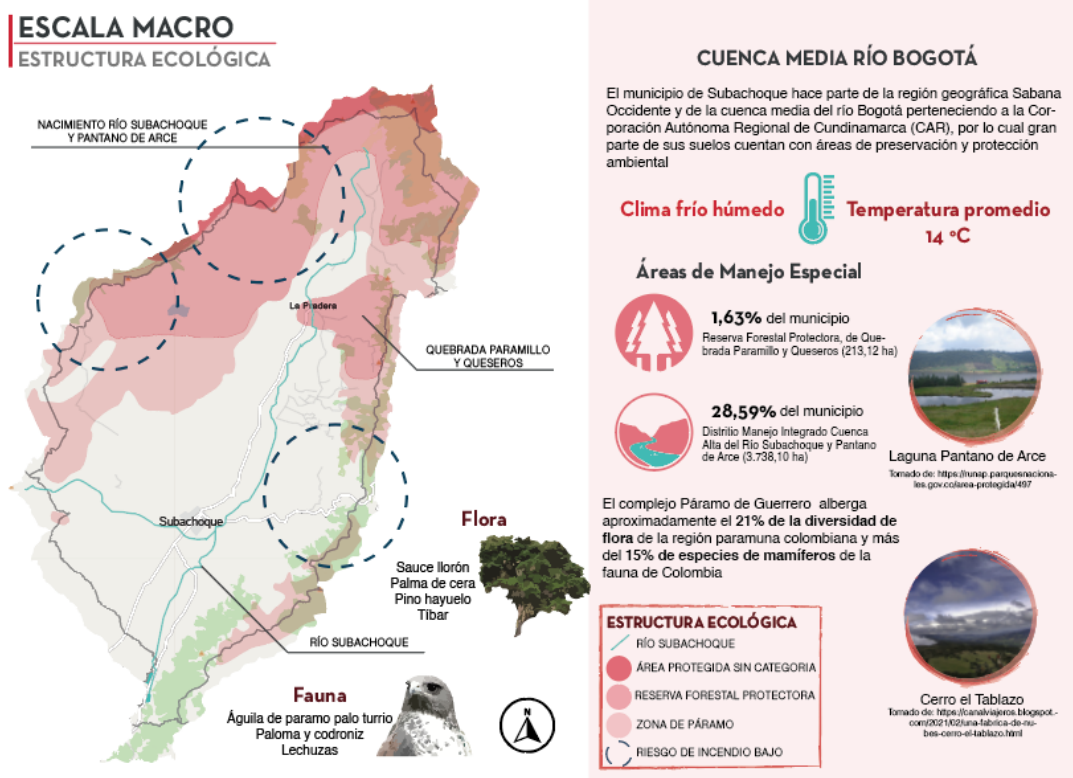 ESCALA MACRO
ESTRUCTURA ECOLÓGICA
NACIMIENTO RÍO SUBACHOQUE
Y PANTANO DE ARCE
La Pradera
QUEBRADA PARAMILLO
Y QUESEROS
Subachoque
RÍO SUBACHOQUE
Flora
Sauce llorón
Palma de cera
Pino hayuelo
Tíbar
Fauna
Águila de paramo palo turrio
Paloma y codroniz
Lechuzas
N
CUENCA MEDIA RÍO BOGOTÁ
El municipio de Subachoque hace parte de la región geográfica Sabana
Occidente y de la cuenca media del río Bogotá perteneciendo a la Cor-
poración Autónoma Regional de Cundinamarca (CAR), por lo cual gran
parte de sus suelos cuentan con áreas de preservación y protección
ambiental
Clima frío húmedo
Temperatura promedio
14 ºC
Áreas de Manejo Especial
1,63% del municipio
Reserva Forestal Protectora, de Que-
brada Paramillo y Queseros (213,12 ha)
28,59% del municipio
Distritio Manejo Integrado Cuenca
Alta del Río Subachoque y Pantano
de Arce (3.738,10 ha)
Laguna Pantano de Arce
Tomado de: https://runap.parquesnaciona-
les.gov.co/area-protegida/497
El complejo Páramo de Guerrero alberga
aproximadamente el 21% de la diversidad de
flora de la región paramuna colombiana y más
del 15% de especies de mamíferos de la
fauna de Colombia
Cerro el Tablazo
Tomado de: https://canalviajeros.blogspot.-
com/2021/02/una-fabrica-de-nu-
bes-cerro-el-tablazo.html
ESTRUCTURA ECOLÓGICA
RÍO SUBACHOQUE
ÁREA PROTEGIDA SIN CATEGORIA
RESERVA FORESTAL PROTECTORA
ZONA DE PÁRAMO
RIESGO DE INCENDIO BAJO